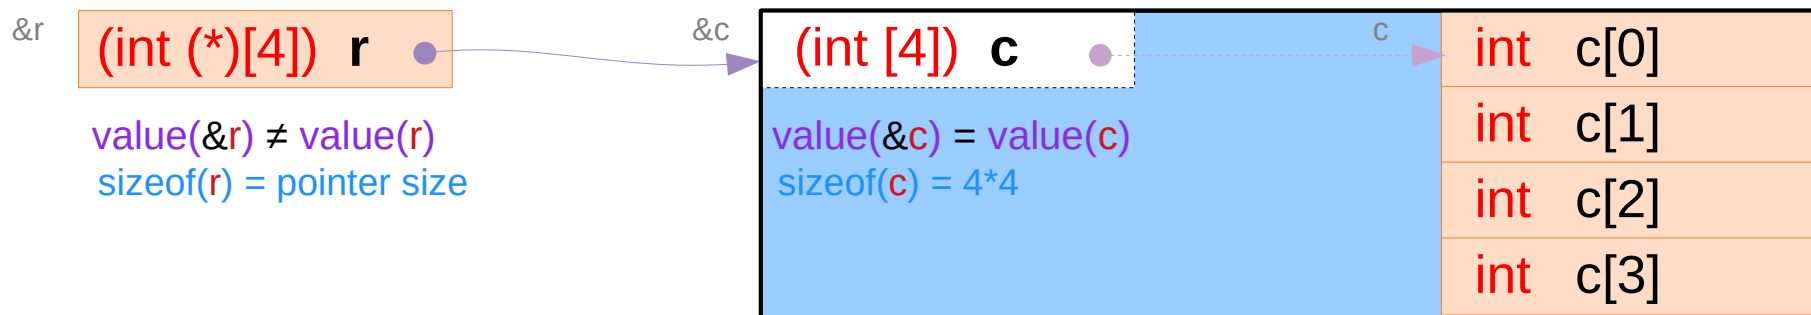 &r
(int (*)[4]) r
value(&r) ≠ value(r)
sizeof(r) = pointer size
&c
(int [4]) c
value(&c) = value(c)
sizeof(c) = 4*4
c
int c[0]
int c[1]
int c[2]
int c[3]